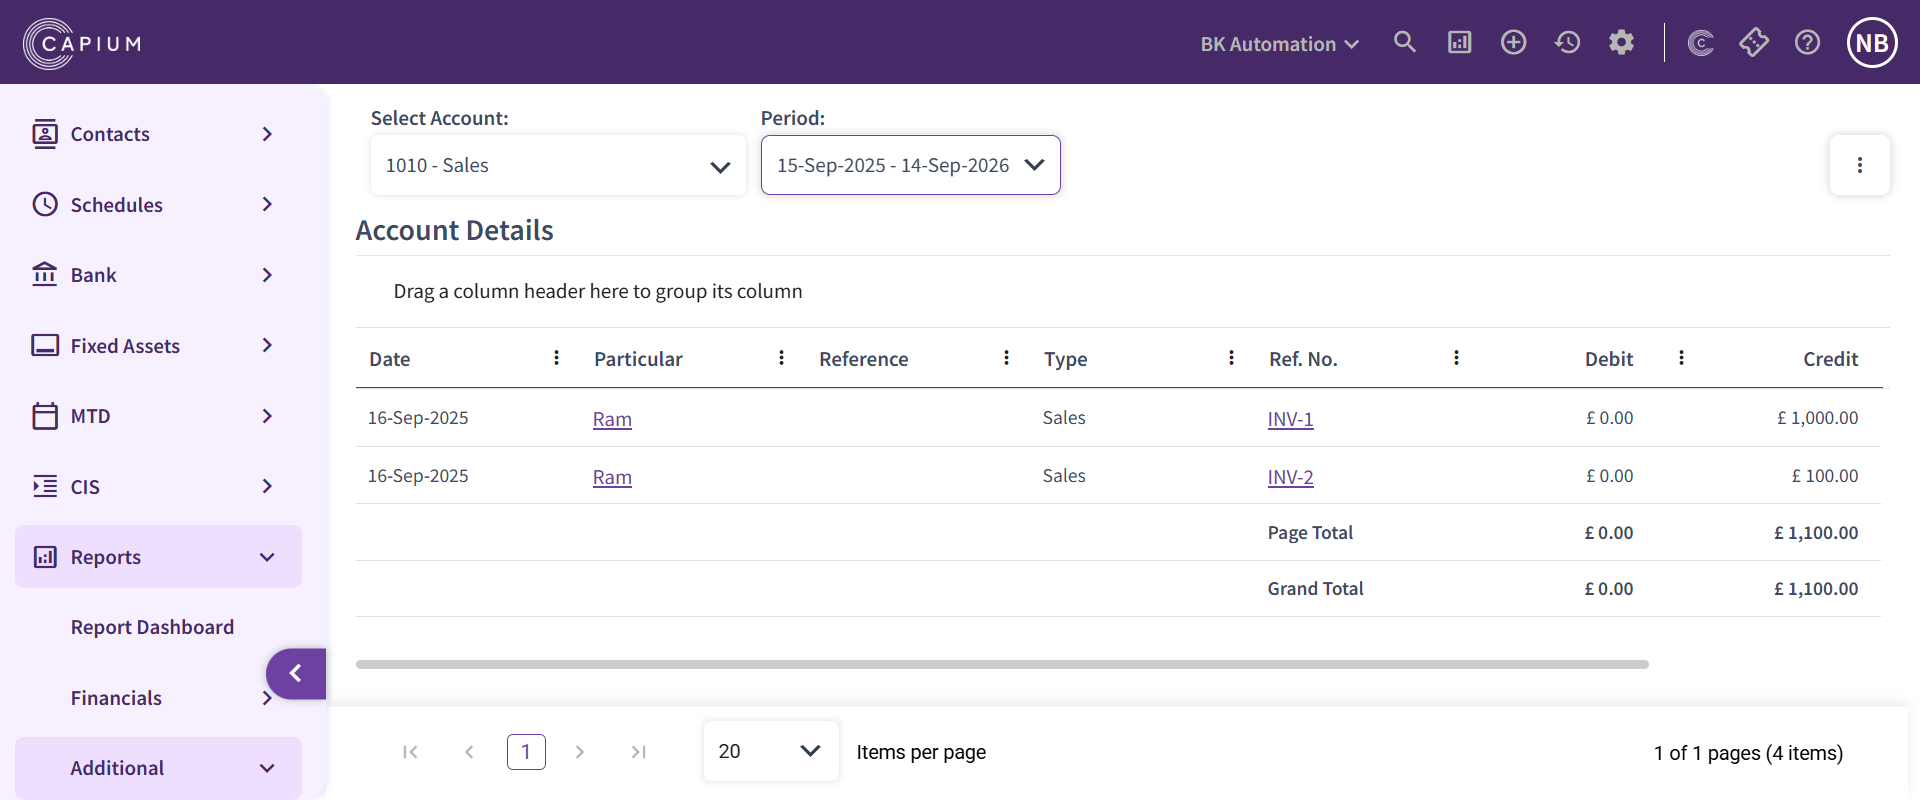 CAPIUM
BK Automation
NB
Contacts
Schedules
Bank
Fixed Assets
MTD
CIS
Reports
Report Dashboard
Financials
Additional
Select Account:
Period:
1010 - Sales
15-Sep-2025 - 14-Sep-2026
Account Details
Drag a column header here to group its column
Date Particular Reference Type Ref. No. Debit Credit
16-Sep-2025 Ram Sales INV-1 £ 0.00 £ 1,000.00
16-Sep-2025 Ram Sales INV-2 £ 0.00 £ 100.00
Page Total £ 0.00 £ 1,100.00
Grand Total £ 0.00 £ 1,100.00
1 20 Items per page 1 of 1 pages (4 items)